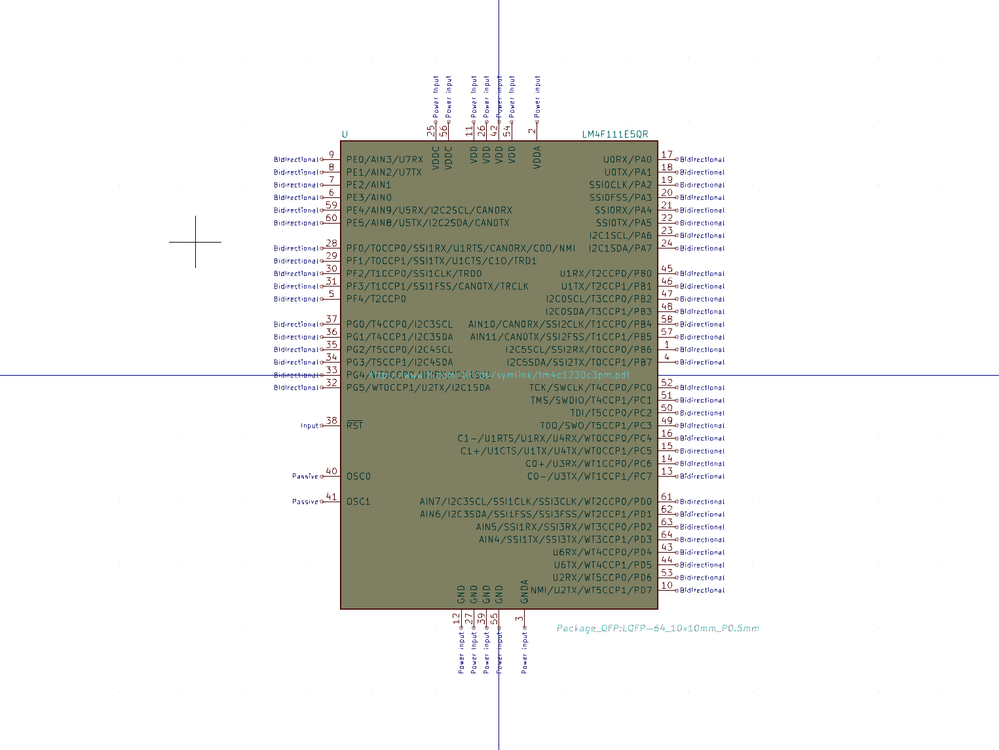 25 Power Input
56 Power Input
11 Power Input
26 Power Input
42 Power Input
54 Power Input
2 Power Input
U LM4F111E5QR
VDDC VDDC VDD VDD VDD VDD VDDA
Bidirectional 9 PE0/AIN3/U7RX U0RX/PA0 17 Bidirectional
Bidirectional 8 PE1/AIN2/U7TX U0TX/PA1 18 Bidirectional
Bidirectional 7 PE2/AIN1 SSI0CLK/PA2 19 Bidirectional
Bidirectional 6 PE3/AIN0 SSI0FSS/PA3 20 Bidirectional
Bidirectional 59 PE4/AIN9/U5RX/I2C2SCL/CAN0RX SSI0RX/PA4 21 Bidirectional
Bidirectional 60 PE5/AIN8/U5TX/I2C2SDA/CAN0TX SSI0TX/PA5 22 Bidirectional
I2C1SCL/PA6 23 Bidirectional
Bidirectional 28 PF0/T0CCP0/SSI1RX/U1RTS/CAN0RX/C0O/NMI I2C1SDA/PA7 24 Bidirectional
Bidirectional 29 PF1/T0CCP1/SSI1TX/U1CTS/C1O/TRD1
Bidirectional 30 PF2/T1CCP0/SSI1CLK/TRD0 U1RX/T2CCP0/PB0 45 Bidirectional
Bidirectional 31 PF3/T1CCP1/SSI1FSS/CAN0TX/TRCLK U1TX/T2CCP1/PB1 46 Bidirectional
Bidirectional 5 PF4/T2CCP0 I2C0SCL/T3CCP0/PB2 47 Bidirectional
I2C0SDA/T3CCP1/PB3 48 Bidirectional
Bidirectional 37 PG0/T4CCP0/I2C3SCL AIN10/CAN0RX/SSI2CLK/T1CCP0/PB4 58 Bidirectional
Bidirectional 36 PG1/T4CCP1/I2C3SDA AIN11/CAN0TX/SSI2FSS/T1CCP1/PB5 57 Bidirectional
Bidirectional 35 PG2/T5CCP0/I2C4SCL I2C5SCL/SSI2RX/T0CCP0/PB6 1 Bidirectional
Bidirectional 34 PG3/T5CCP1/I2C4SDA I2C5SDA/SSI2TX/T0CCP1/PB7 4 Bidirectional
Bidirectional 33 /symlink/tm4c1230c3pm.pdf
Bidirectional 32 PG5/WT0CCP1/U2TX/I2C1SDA TCK/SWCLK/T4CCP0/PC0 52 Bidirectional
TMS/SWDIO/T4CCP1/PC1 51 Bidirectional
TDI/T5CCP0/PC2 50 Bidirectional
Input 38 RST TDO/SWO/T5CCP1/PC3 49 Bidirectional
C1-/U1RTS/U1RX/U4RX/WT0CCP0/PC4 16 Bidirectional
C1+/U1CTS/U1TX/U4TX/WT0CCP1/PC5 15 Bidirectional
C0+/U3RX/WT1CCP0/PC6 14 Bidirectional
Passive 40 OSC0 C0-/U3TX/WT1CCP1/PC7 13 Bidirectional
Passive 41 OSC1 AIN7/I2C3SCL/SSI1CLK/SSI3CLK/WT2CCP0/PD0 61 Bidirectional
AIN6/I2C3SDA/SSI1FSS/SSI3FSS/WT2CCP1/PD1 62 Bidirectional
AIN5/SSI1RX/SSI3RX/WT3CCP0/PD2 63 Bidirectional
AIN4/SSI1TX/SSI3TX/WT3CCP1/PD3 64 Bidirectional
U6RX/WT4CCP0/PD4 43 Bidirectional
U6TX/WT4CCP1/PD5 44 Bidirectional
U2RX/WT5CCP0/PD6 53 Bidirectional
NMI/U2TX/WT5CCP1/PD7 10 Bidirectional
GND GND GND GND GNDA
12 Power Input
27 Power Input
39 Power Input
55 Power Input
3 Power Input
Package_QFP:LQFP-64_10x10mm_P0.5mm